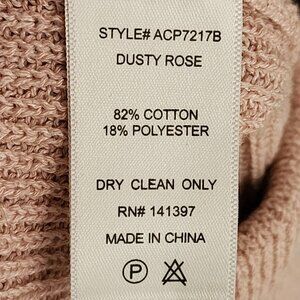 STYLE# ACP7217B
DUSTY ROSE
82% COTTON
18% POLYESTER
DRY CLEAN ONLY
RN# 141397
MADE IN CHINA
P